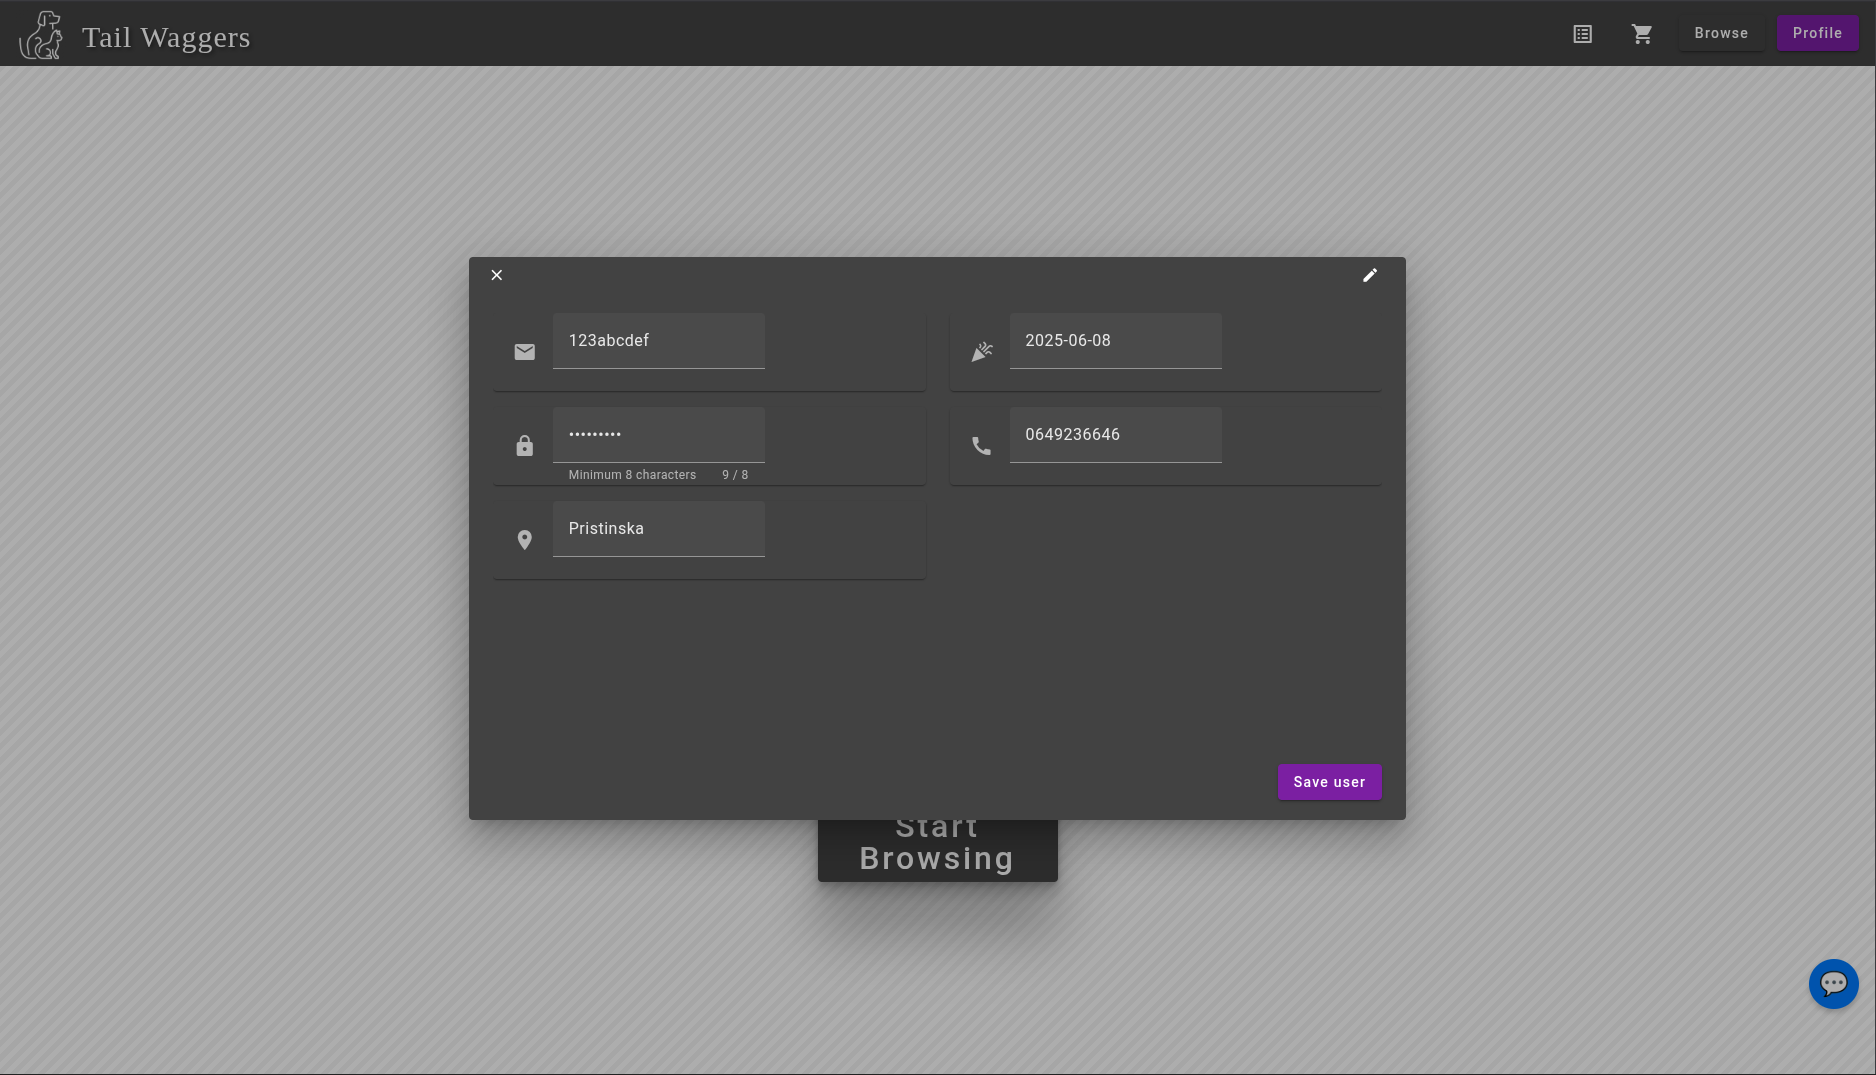 Tail Waggers
Browse
Profile
123abcdef
2025-06-08
•••••••••
0649236646
Minimum 8 characters
9 / 8
Pristinska
Save user
Start
Browsing